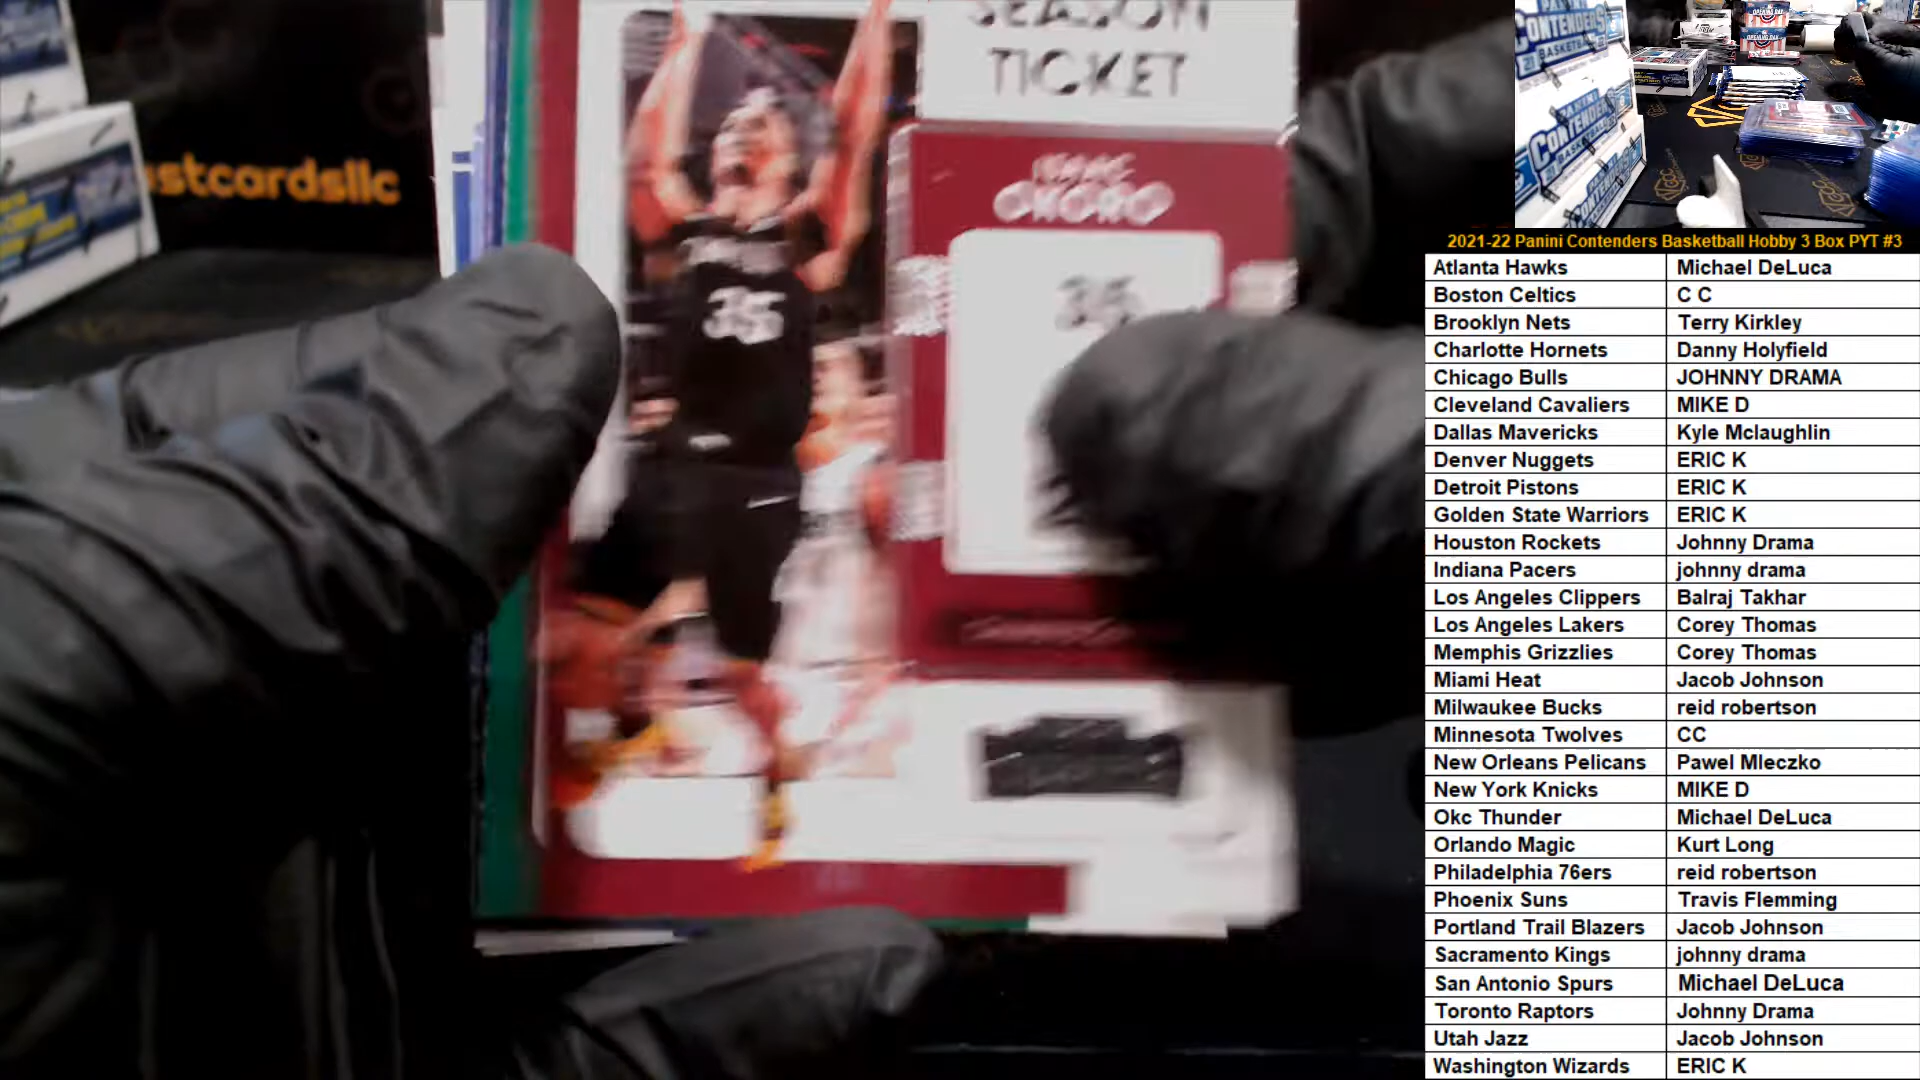 SEASON
TICKET
ISAAC
OKORO
35
35
astcardsllc
PANINI
CONTENDERS
BASKETBALL
CONTENDERS
2021-22 Panini Contenders Basketball Hobby 3 Box PYT #3
Atlanta Hawks Michael DeLuca
Boston Celtics C C
Brooklyn Nets Terry Kirkley
Charlotte Hornets Danny Holyfield
Chicago Bulls JOHNNY DRAMA
Cleveland Cavaliers MIKE D
Dallas Mavericks Kyle Mclaughlin
Denver Nuggets ERIC K
Detroit Pistons ERIC K
Golden State Warriors ERIC K
Houston Rockets Johnny Drama
Indiana Pacers johnny drama
Los Angeles Clippers Balraj Takhar
Los Angeles Lakers Corey Thomas
Memphis Grizzlies Corey Thomas
Miami Heat Jacob Johnson
Milwaukee Bucks reid robertson
Minnesota Twolves CC
New Orleans Pelicans Pawel Mleczko
New York Knicks MIKE D
Okc Thunder Michael DeLuca
Orlando Magic Kurt Long
Philadelphia 76ers reid robertson
Phoenix Suns Travis Flemming
Portland Trail Blazers Jacob Johnson
Sacramento Kings johnny drama
San Antonio Spurs Michael DeLuca
Toronto Raptors Johnny Drama
Utah Jazz Jacob Johnson
Washington Wizards ERIC K